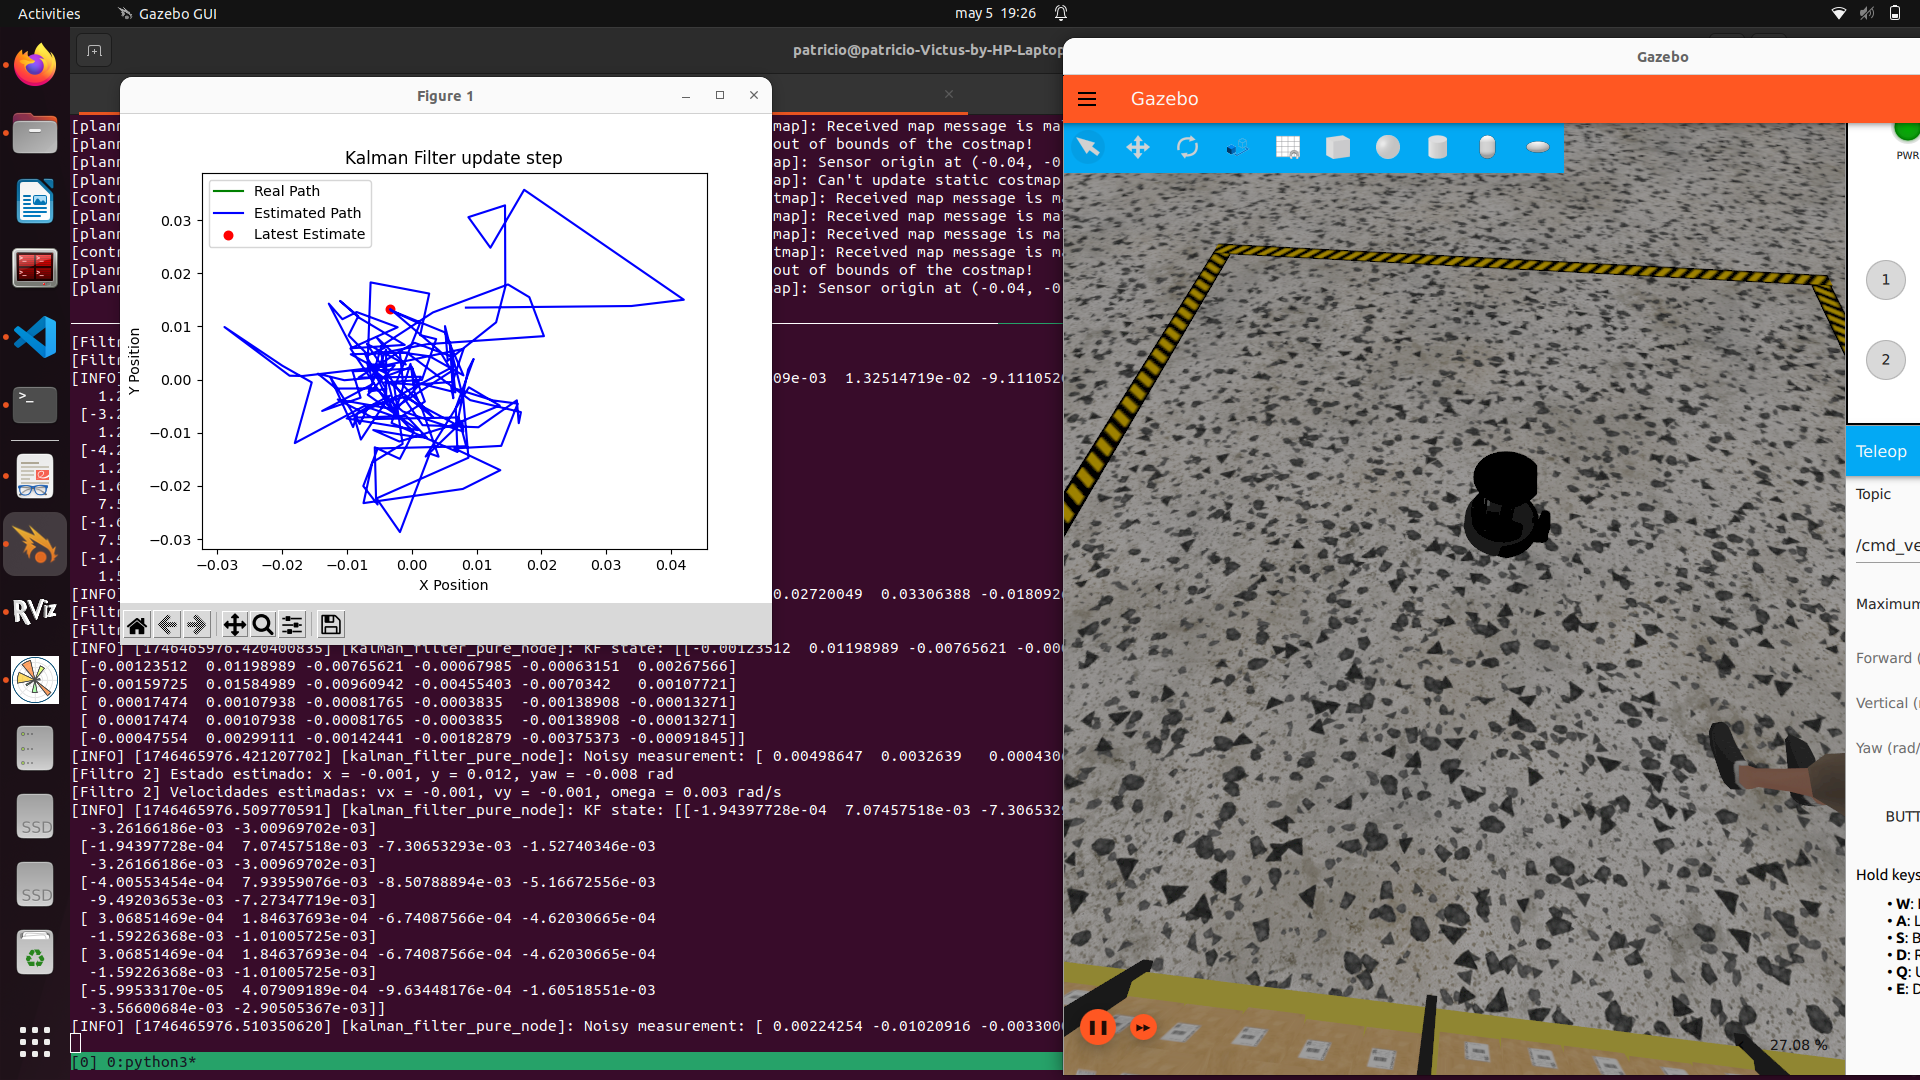 Activities
Gazebo GUI
may 5 19:26
patricio@patricio-Victus-by-HP-Laptop
Gazebo
Figure 1
Gazebo
Kalman Filter update step
Real Path
Estimated Path
Latest Estimate
0.03
0.02
0.01
0.00
−0.01
−0.02
−0.03
Y Position
−0.03 −0.02 −0.01 0.00 0.01 0.02 0.03 0.04
X Position
[plann map]: Received map message is ma
[plann out of bounds of the costmap!
[plann ap]: Sensor origin at (-0.04, -0
[plann ap]: Can't update static costmap
[contr tmap]: Received map message is m
[plann map]: Received map message is ma
[plann map]: Received map message is ma
[contr tmap]: Received map message is m
[plann out of bounds of the costmap!
[plann ap]: Sensor origin at (-0.04, -0
[Filtr
[Filtr
[INFO] 09e-03 1.32514719e-02 -9.1110526
1.2
[-3.2
1.2
[-4.2
1.2
[-1.6
7.5
[-1.6
7.5
[-1.4
1.5
[INFO] 0.02720049 0.03306388 -0.0180926
[Filtr
[Filtr
[INFO] [1746465976.420400835] [kalman_filter_pure_node]: KF state: [[-0.00123512 0.01198989 -0.00765621 -0.000
[-0.00123512 0.01198989 -0.00765621 -0.00067985 -0.00063151 0.00267566]
[-0.00159725 0.01584989 -0.00960942 -0.00455403 -0.0070342 0.00107721]
[ 0.00017474 0.00107938 -0.00081765 -0.0003835 -0.00138908 -0.00013271]
[ 0.00017474 0.00107938 -0.00081765 -0.0003835 -0.00138908 -0.00013271]
[-0.00047554 0.00299111 -0.00142441 -0.00182879 -0.00375373 -0.00091845]]
[INFO] [1746465976.421207702] [kalman_filter_pure_node]: Noisy measurement: [ 0.00498647 0.0032639 0.000430
[Filtro 2] Estado estimado: x = -0.001, y = 0.012, yaw = -0.008 rad
[Filtro 2] Velocidades estimadas: vx = -0.001, vy = -0.001, omega = 0.003 rad/s
[INFO] [1746465976.509770591] [kalman_filter_pure_node]: KF state: [[-1.94397728e-04 7.07457518e-03 -7.3065329
-3.26166186e-03 -3.00969702e-03]
[-1.94397728e-04 7.07457518e-03 -7.30653293e-03 -1.52740346e-03
-3.26166186e-03 -3.00969702e-03]
[-4.00553454e-04 7.93959076e-03 -8.50788894e-03 -5.16672556e-03
-9.49203653e-03 -7.27347719e-03]
[ 3.06851469e-04 1.84637693e-04 -6.74087566e-04 -4.62030665e-04
-1.59226368e-03 -1.01005725e-03]
[ 3.06851469e-04 1.84637693e-04 -6.74087566e-04 -4.62030665e-04
-1.59226368e-03 -1.01005725e-03]
[-5.99533170e-05 4.07909189e-04 -9.63448176e-04 -1.60518551e-03
-3.56600684e-03 -2.90505367e-03]]
[INFO] [1746465976.510350620] [kalman_filter_pure_node]: Noisy measurement: [ 0.00224254 -0.01020916 -0.003300
[0] 0:python3*
RViz
SSD
SSD
PWR
1
2
Teleop
Topic
/cmd_ve
Maximum
Forward (
Vertical (
Yaw (rad/
BUTT
Hold keys
• W:
• A: L
• S: B
• D: R
• Q: U
• E: D
27.08 %